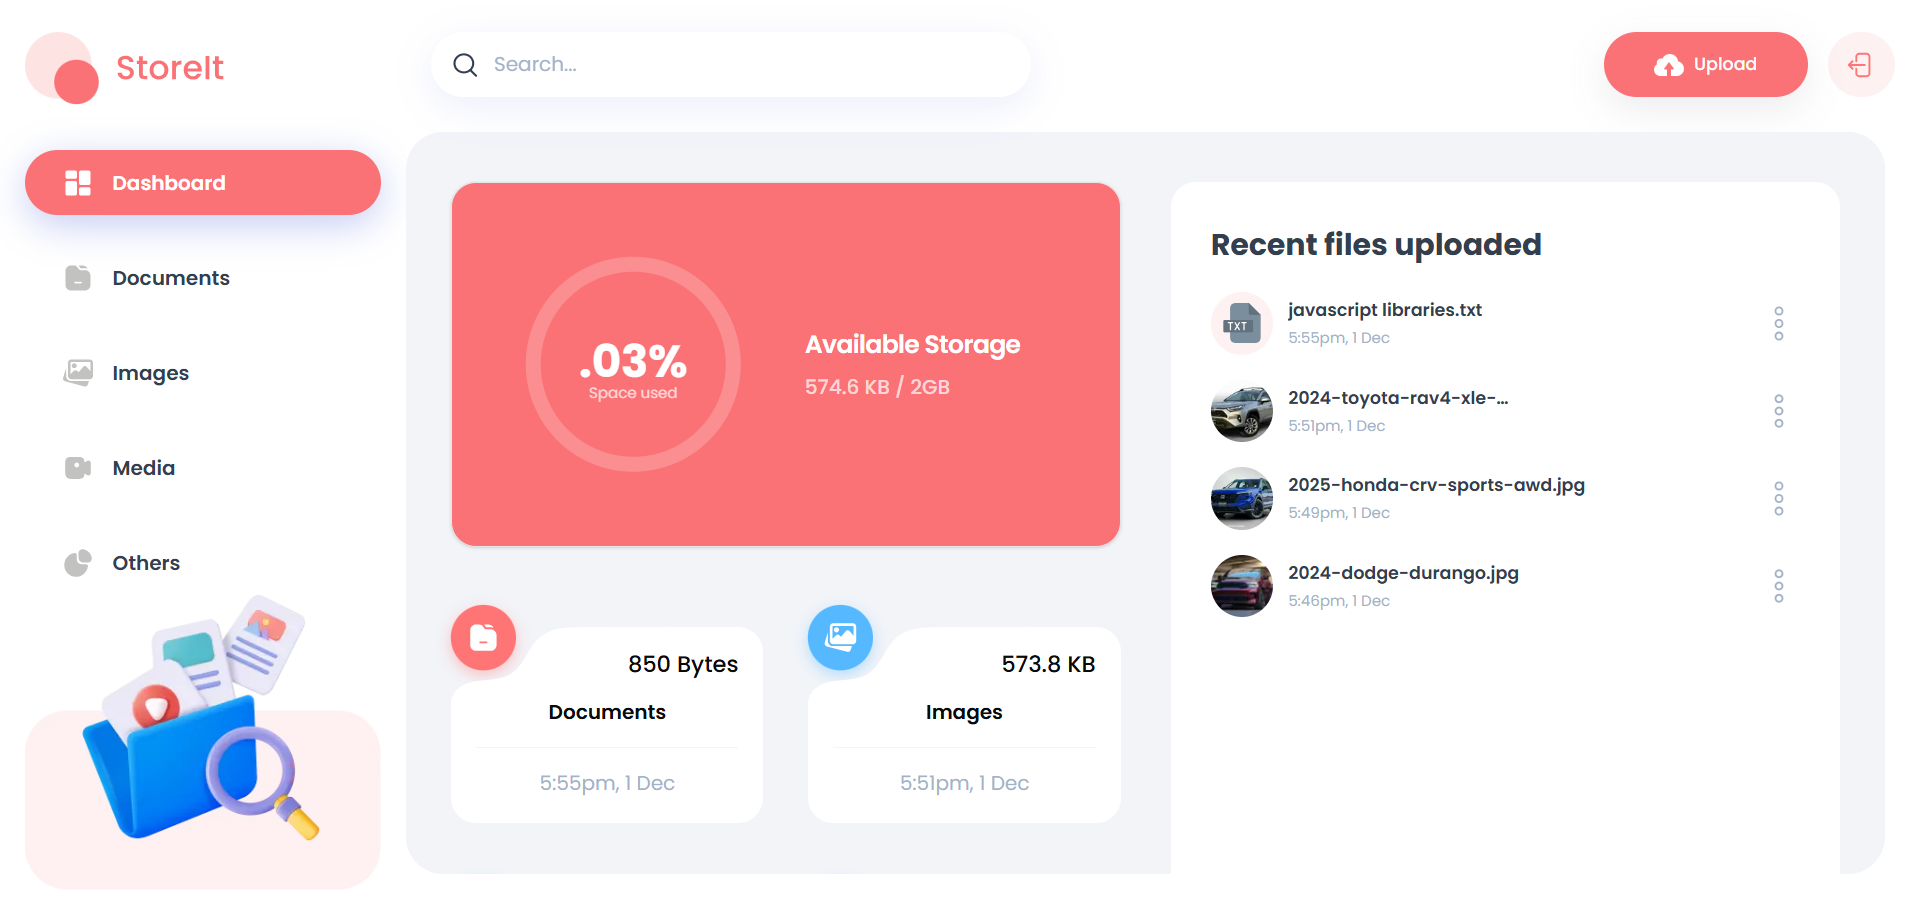 StoreIt
Search...
Upload
Dashboard
Documents
Images
Media
Others
.03%
Space used
Available Storage
574.6 KB / 2GB
850 Bytes
Documents
5:55pm, 1 Dec
573.8 KB
Images
5:51pm, 1 Dec
Recent files uploaded
TXT
javascript libraries.txt
5:55pm, 1 Dec
2024-toyota-rav4-xle-...
5:51pm, 1 Dec
2025-honda-crv-sports-awd.jpg
5:49pm, 1 Dec
2024-dodge-durango.jpg
5:46pm, 1 Dec